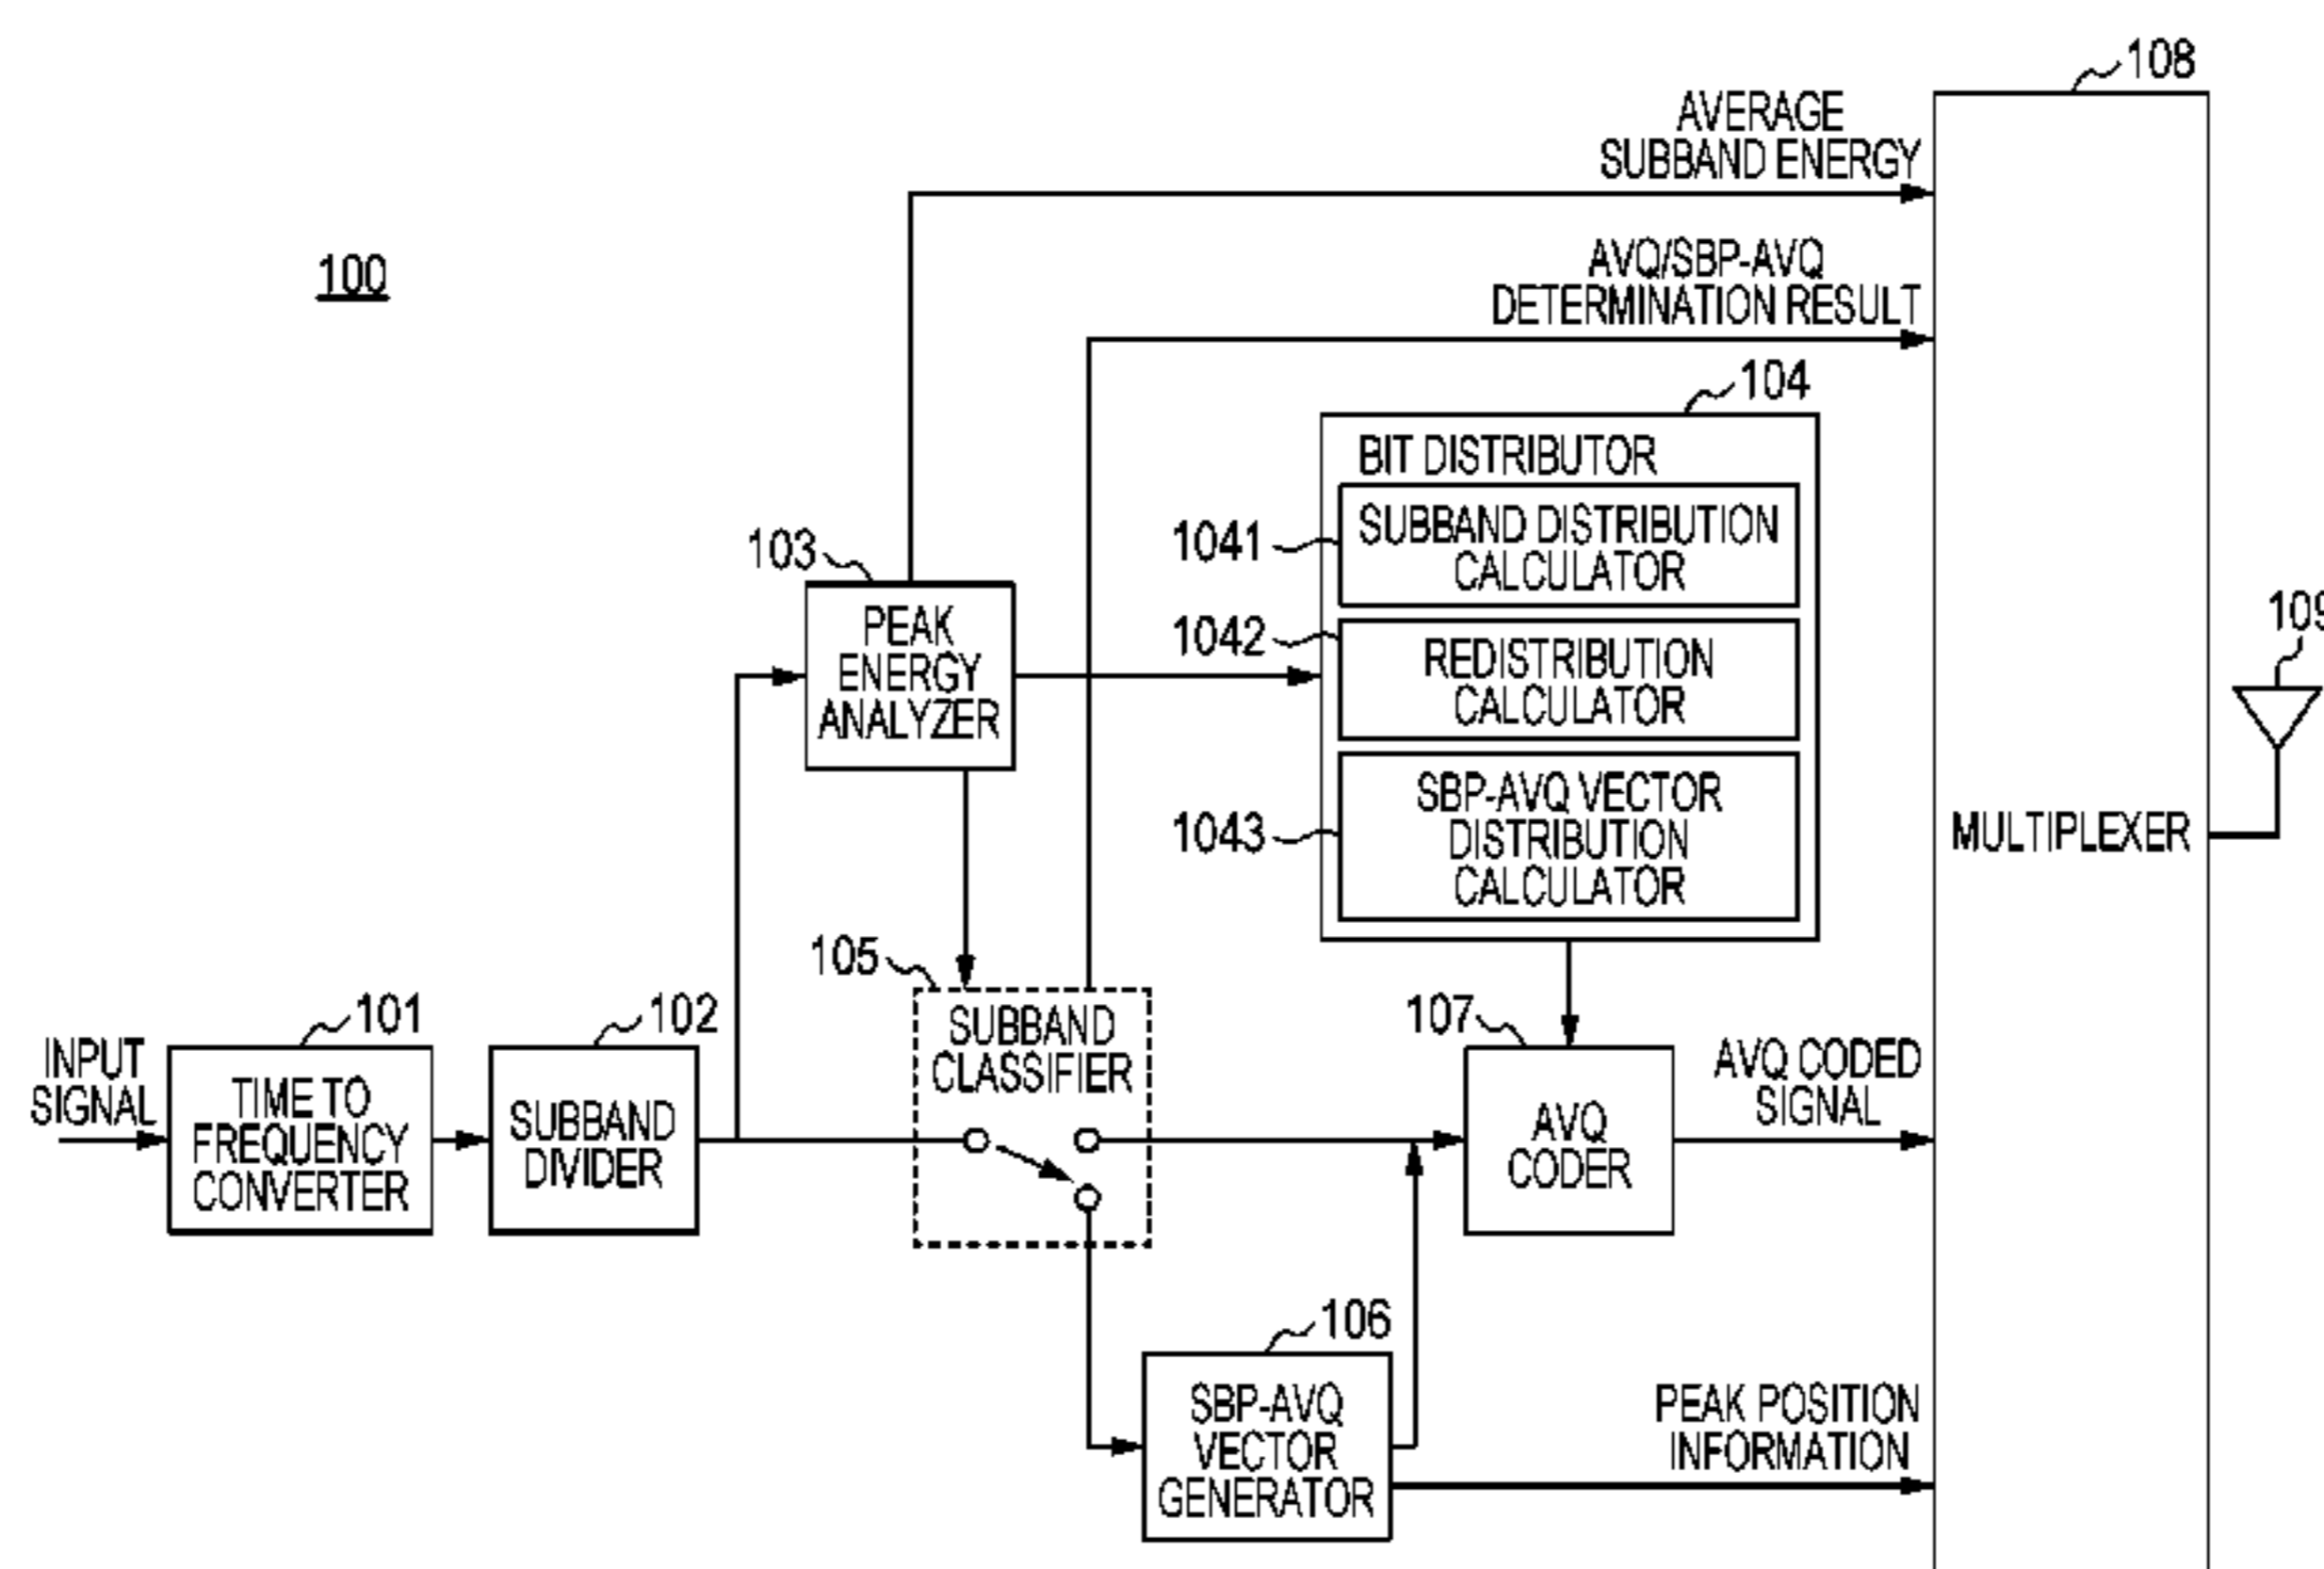 108
AVERAGE
SUBBAND ENERGY
100
AVQ/SBP-AVQ
DETERMINATION RESULT
104
BIT DISTRIBUTOR
1041
SUBBAND DISTRIBUTION
CALCULATOR
103
PEAK
ENERGY
ANALYZER
1042
REDISTRIBUTION
CALCULATOR
109
1043
SBP-AVQ VECTOR
DISTRIBUTION
CALCULATOR
MULTIPLEXER
105
SUBBAND
CLASSIFIER
101
102
107
INPUT
SIGNAL
TIME TO
FREQUENCY
CONVERTER
SUBBAND
DIVIDER
AVQ
CODER
AVQ CODED
SIGNAL
106
SBP-AVQ
VECTOR
GENERATOR
PEAK POSITION
INFORMATION